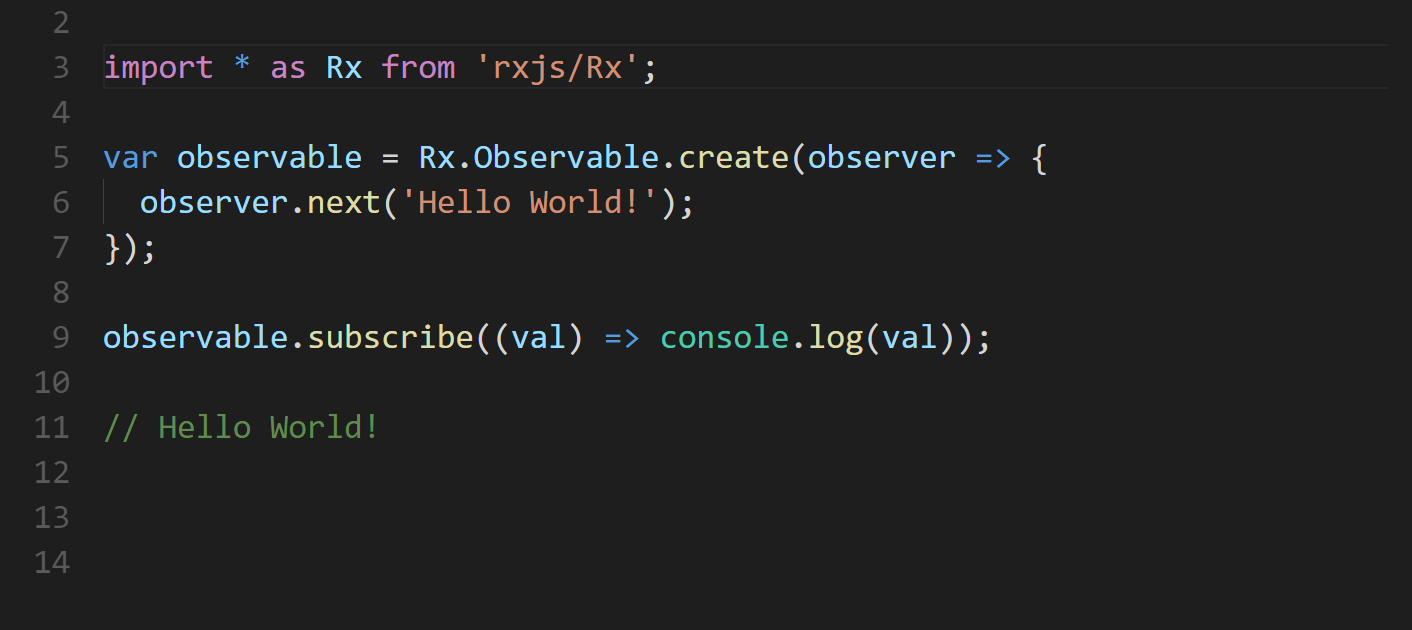 2
3 import * as Rx from 'rxjs/Rx';
4
5 var observable = Rx.Observable.create(observer => {
6   observer.next('Hello World!');
7 });
8
9 observable.subscribe((val) => console.log(val));
10
11 // Hello World!
12
13
14